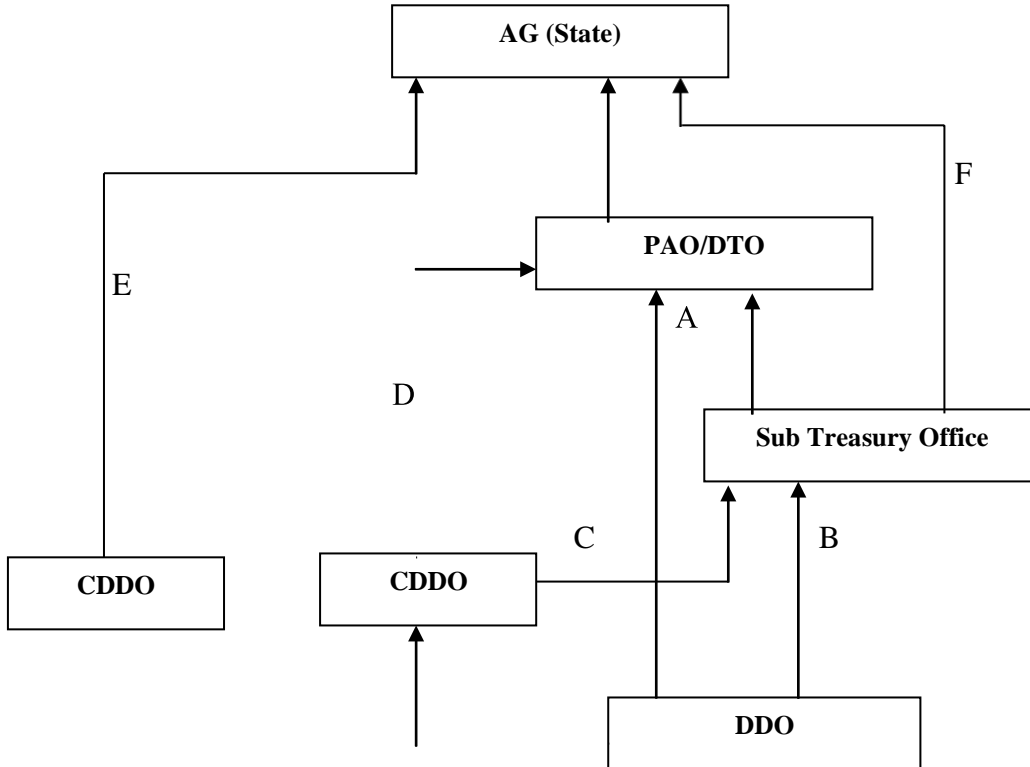 AG (State)
F
PAO/DTO
E
A
D
Sub Treasury Office
C
B
CDDO
CDDO
DDO